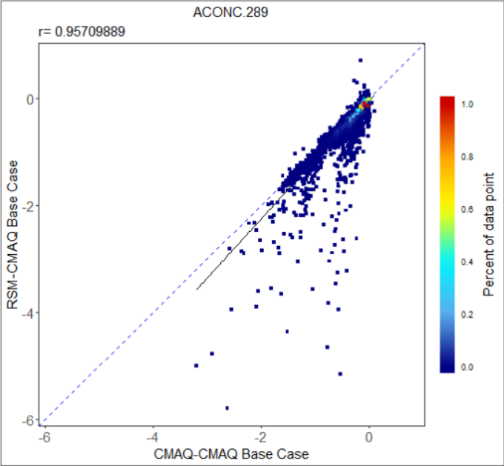 ACONC.289
r= 0.95709889
0
-2
-4
-6
RSM-CMAQ Base Case
-6
-4
-2
0
CMAQ-CMAQ Base Case
1.0
0.8
0.6
0.4
0.2
0.0
Percent of data point